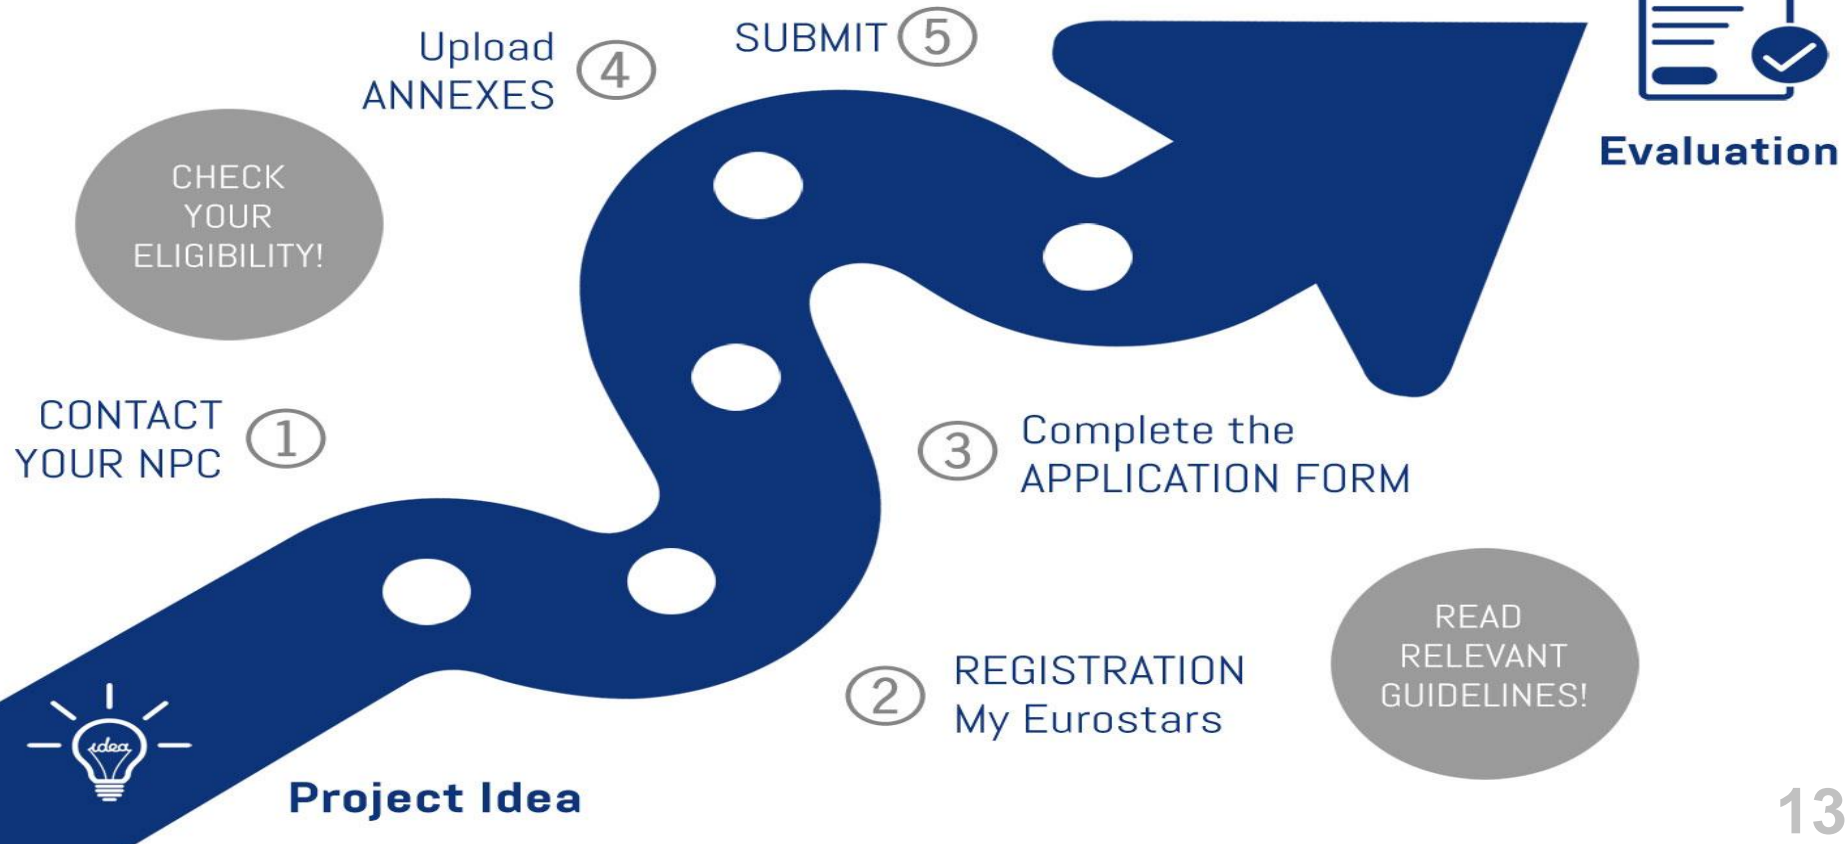 Upload
ANNEXES
4
SUBMIT
5
Evaluation
CHECK
YOUR
ELIGIBILITY!
CONTACT
YOUR NPC
1
3
Complete the
APPLICATION FORM
2
REGISTRATION
My Eurostars
READ
RELEVANT
GUIDELINES!
idea
Project Idea
13